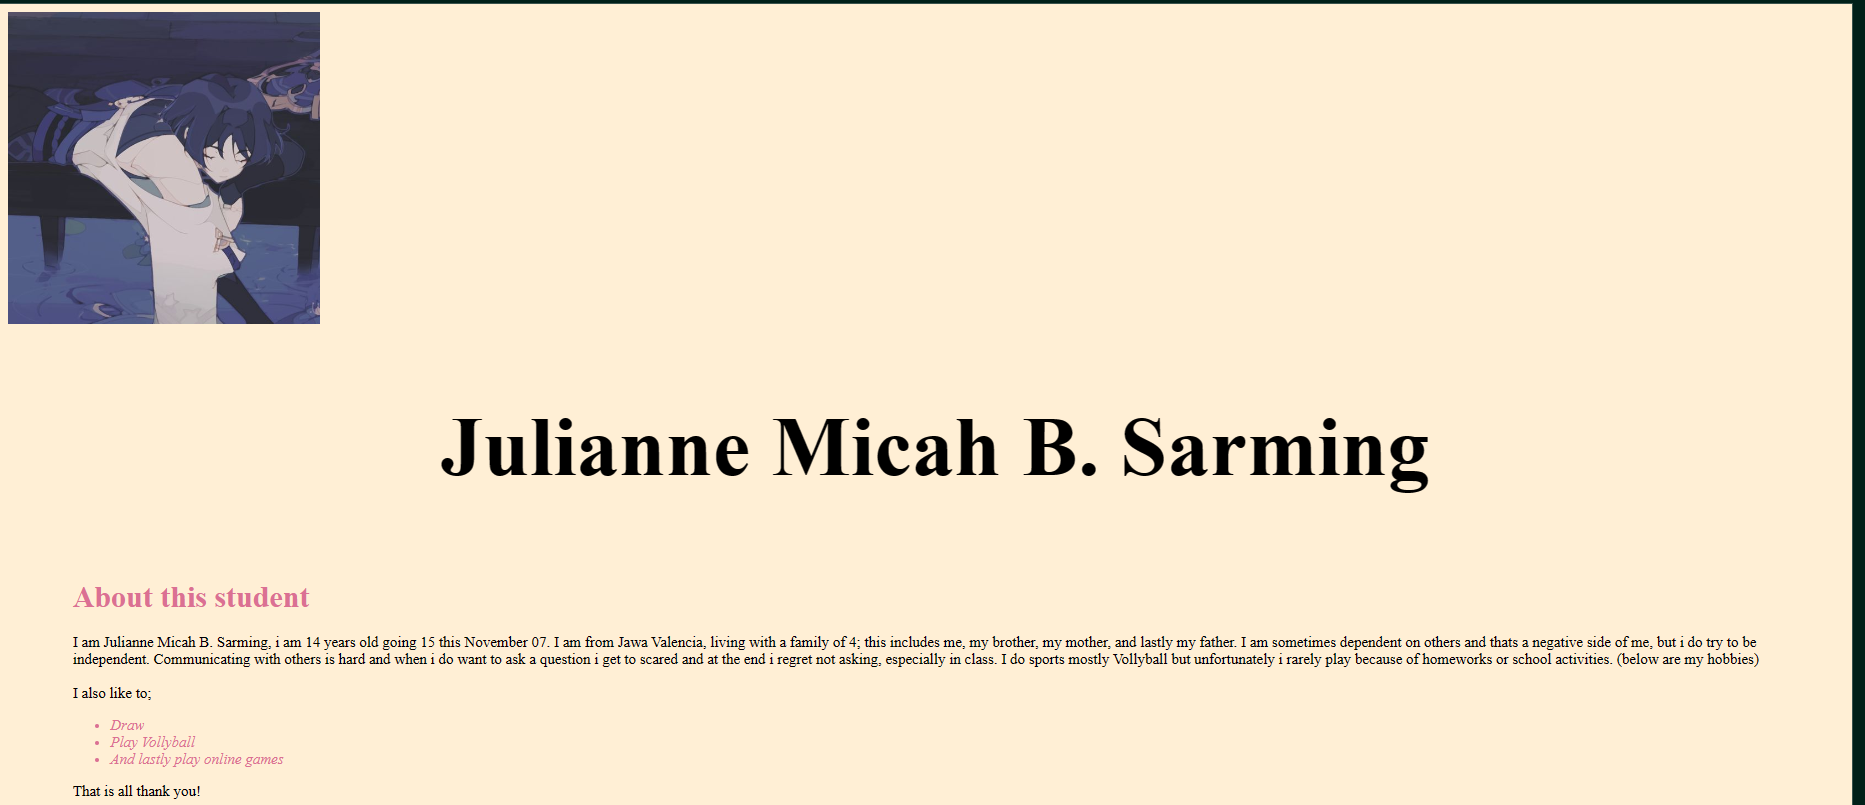 Julianne Micah B. Sarming
About this student
I am Julianne Micah B. Sarming, i am 14 years old going 15 this November 07. I am from Jawa Valencia, living with a family of 4; this includes me, my brother, my mother, and lastly my father. I am sometimes dependent on others and thats a negative side of me, but i do try to be
independent. Communicating with others is hard and when i do want to ask a question i get to scared and at the end i regret not asking, especially in class. I do sports mostly Vollyball but unfortunately i rarely play because of homeworks or school activities. (below are my hobbies)
I also like to;
• Draw
• Play Vollyball
• And lastly play online games
That is all thank you!